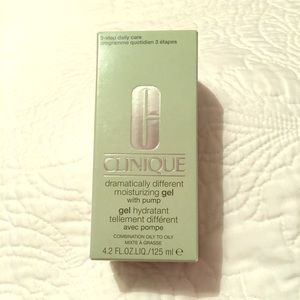 3-step daily care
programme quotidien 3 étapes
CLINIQUE
dramatically different
moisturizing gel
with pump
gel hydratant
tellement différent
avec pompe
COMBINATION OILY TO OILY
MIXTE À GRASSE
4.2 FL.OZ.LIQ./125 ml ℮